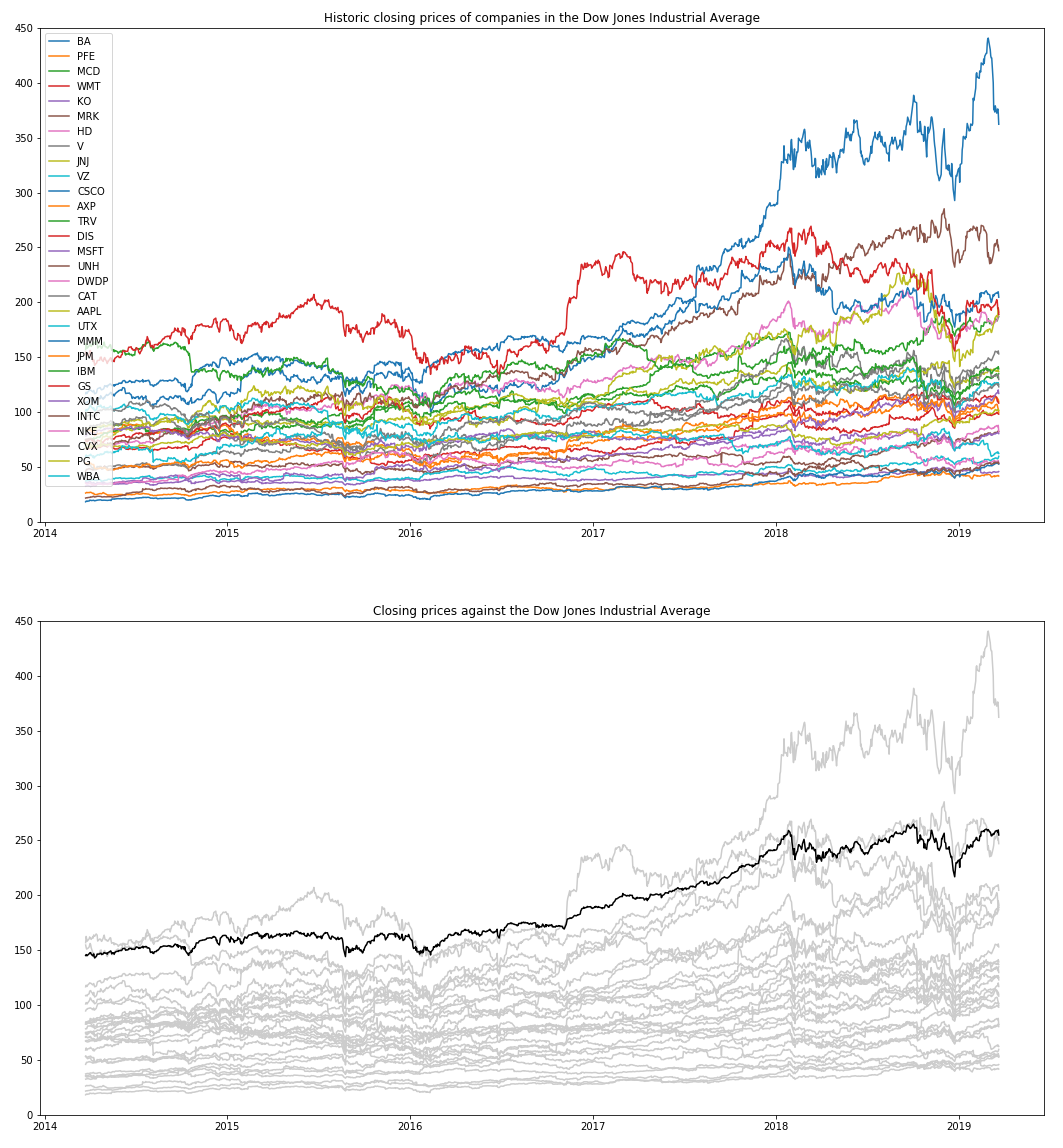 Historic closing prices of companies in the Dow Jones Industrial Average
450
400
350
300
250
200
150
100
50
0
BA
PFE
MCD
WMT
KO
MRK
HD
V
JNJ
VZ
CSCO
AXP
TRV
DIS
MSFT
UNH
DWDP
CAT
AAPL
UTX
MMM
JPM
IBM
GS
XOM
INTC
NKE
CVX
PG
WBA
2014 2015 2016 2017 2018 2019
Closing prices against the Dow Jones Industrial Average
450
400
350
300
250
200
150
100
50
0
2014 2015 2016 2017 2018 2019